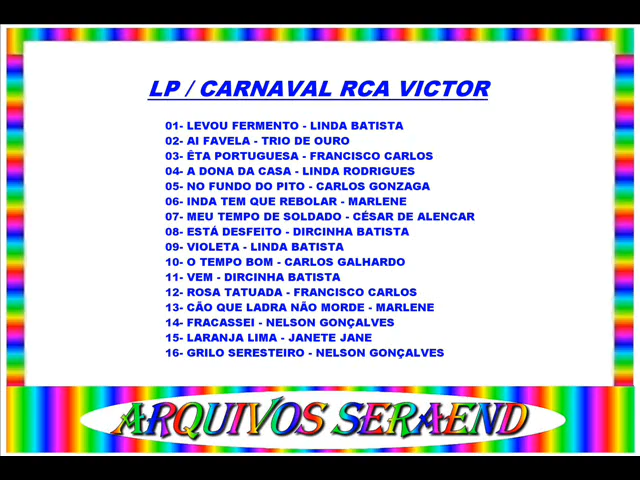 LP / CARNAVAL RCA VICTOR
01- LEVOU FERMENTO - LINDA BATISTA
02- AI FAVELA - TRIO DE OURO
03- ÊTA PORTUGUESA - FRANCISCO CARLOS
04- A DONA DA CASA - LINDA RODRIGUES
05- NO FUNDO DO PITO - CARLOS GONZAGA
06- INDA TEM QUE REBOLAR - MARLENE
07- MEU TEMPO DE SOLDADO - CÉSAR DE ALENCAR
08- ESTÁ DESFEITO - DIRCINHA BATISTA
09- VIOLETA - LINDA BATISTA
10- O TEMPO BOM - CARLOS GALHARDO
11- VEM - DIRCINHA BATISTA
12- ROSA TATUADA - FRANCISCO CARLOS
13- CÃO QUE LADRA NÃO MORDE - MARLENE
14- FRACASSEI - NELSON GONÇALVES
15- LARANJA LIMA - JANETE JANE
16- GRILO SERESTEIRO - NELSON GONÇALVES
ARQUIVOS SERAEND